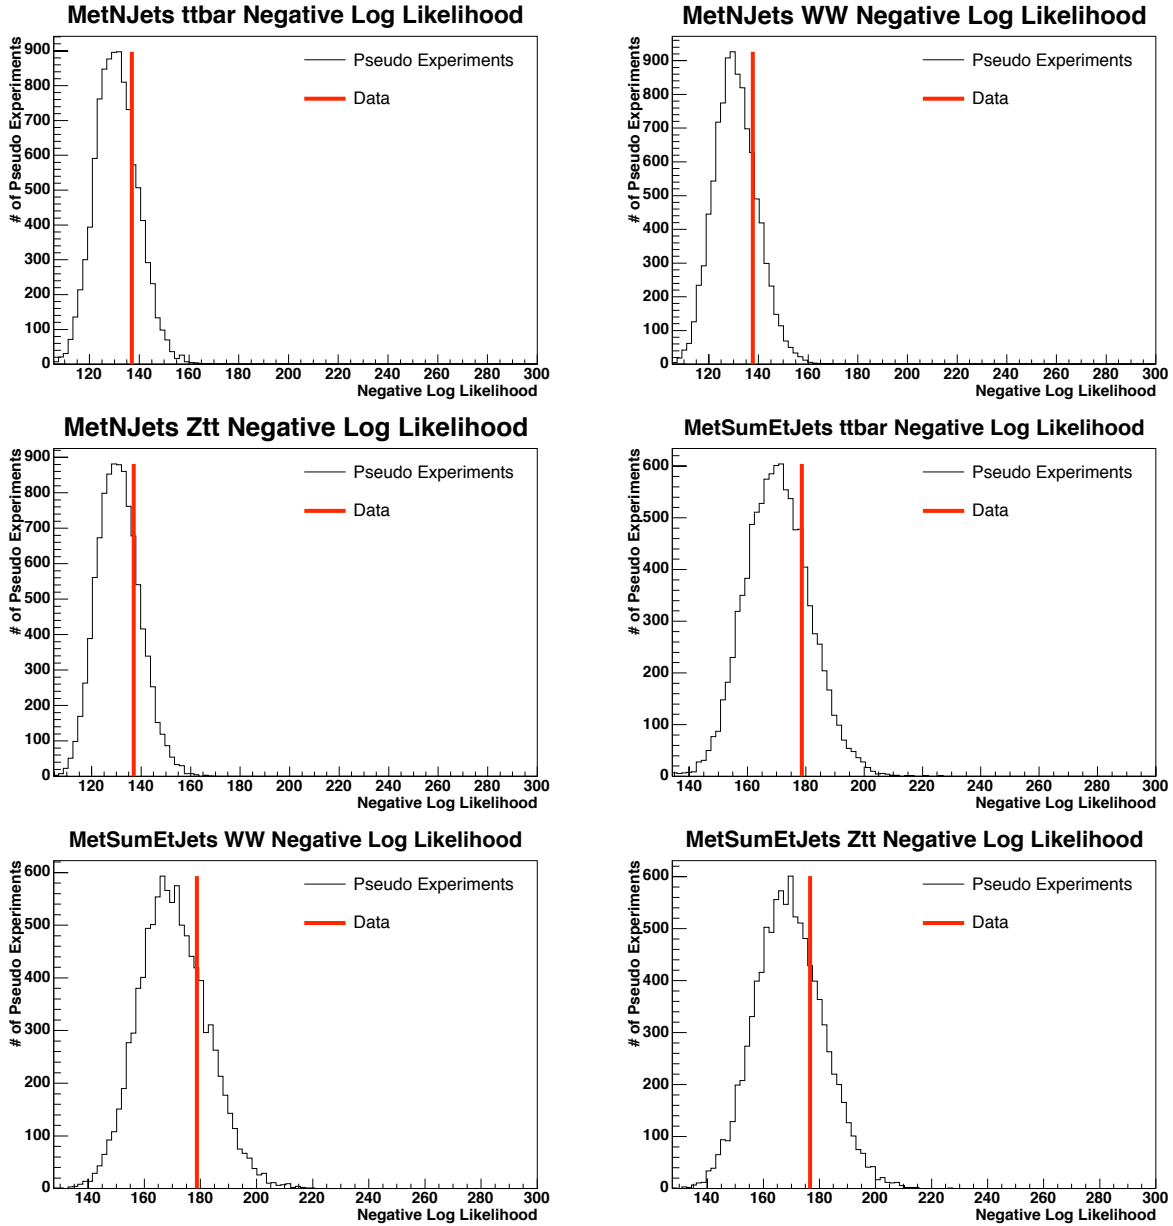 MetNJets ttbar Negative Log Likelihood
# of Pseudo Experiments
900
800
700
600
500
400
300
200
100
0
Pseudo Experiments
Data
120 140 160 180 200 220 240 260 280 300
Negative Log Likelihood
MetNJets WW Negative Log Likelihood
# of Pseudo Experiments
900
800
700
600
500
400
300
200
100
0
Pseudo Experiments
Data
120 140 160 180 200 220 240 260 280 300
Negative Log Likelihood
MetNJets Ztt Negative Log Likelihood
# of Pseudo Experiments
900
800
700
600
500
400
300
200
100
0
Pseudo Experiments
Data
120 140 160 180 200 220 240 260 280 300
Negative Log Likelihood
MetSumEtJets ttbar Negative Log Likelihood
# of Pseudo Experiments
600
500
400
300
200
100
0
Pseudo Experiments
Data
140 160 180 200 220 240 260 280 300
Negative Log Likelihood
MetSumEtJets WW Negative Log Likelihood
# of Pseudo Experiments
600
500
400
300
200
100
0
Pseudo Experiments
Data
140 160 180 200 220 240 260 280 300
Negative Log Likelihood
MetSumEtJets Ztt Negative Log Likelihood
# of Pseudo Experiments
600
500
400
300
200
100
0
Pseudo Experiments
Data
140 160 180 200 220 240 260 280 300
Negative Log Likelihood